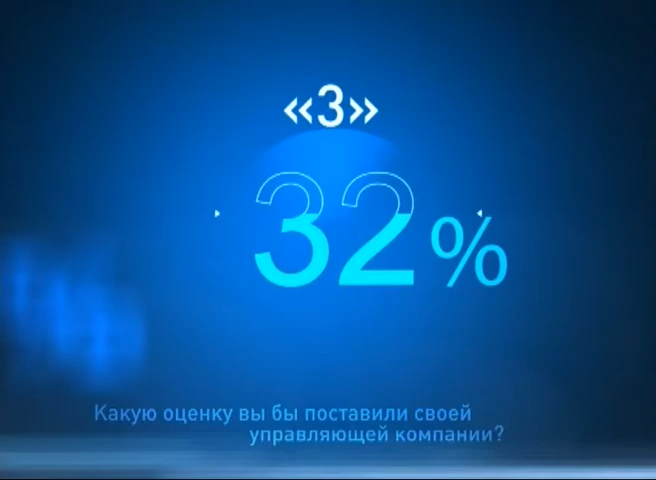 «3»
32%
Какую оценку вы бы поставили своей
управляющей компании?